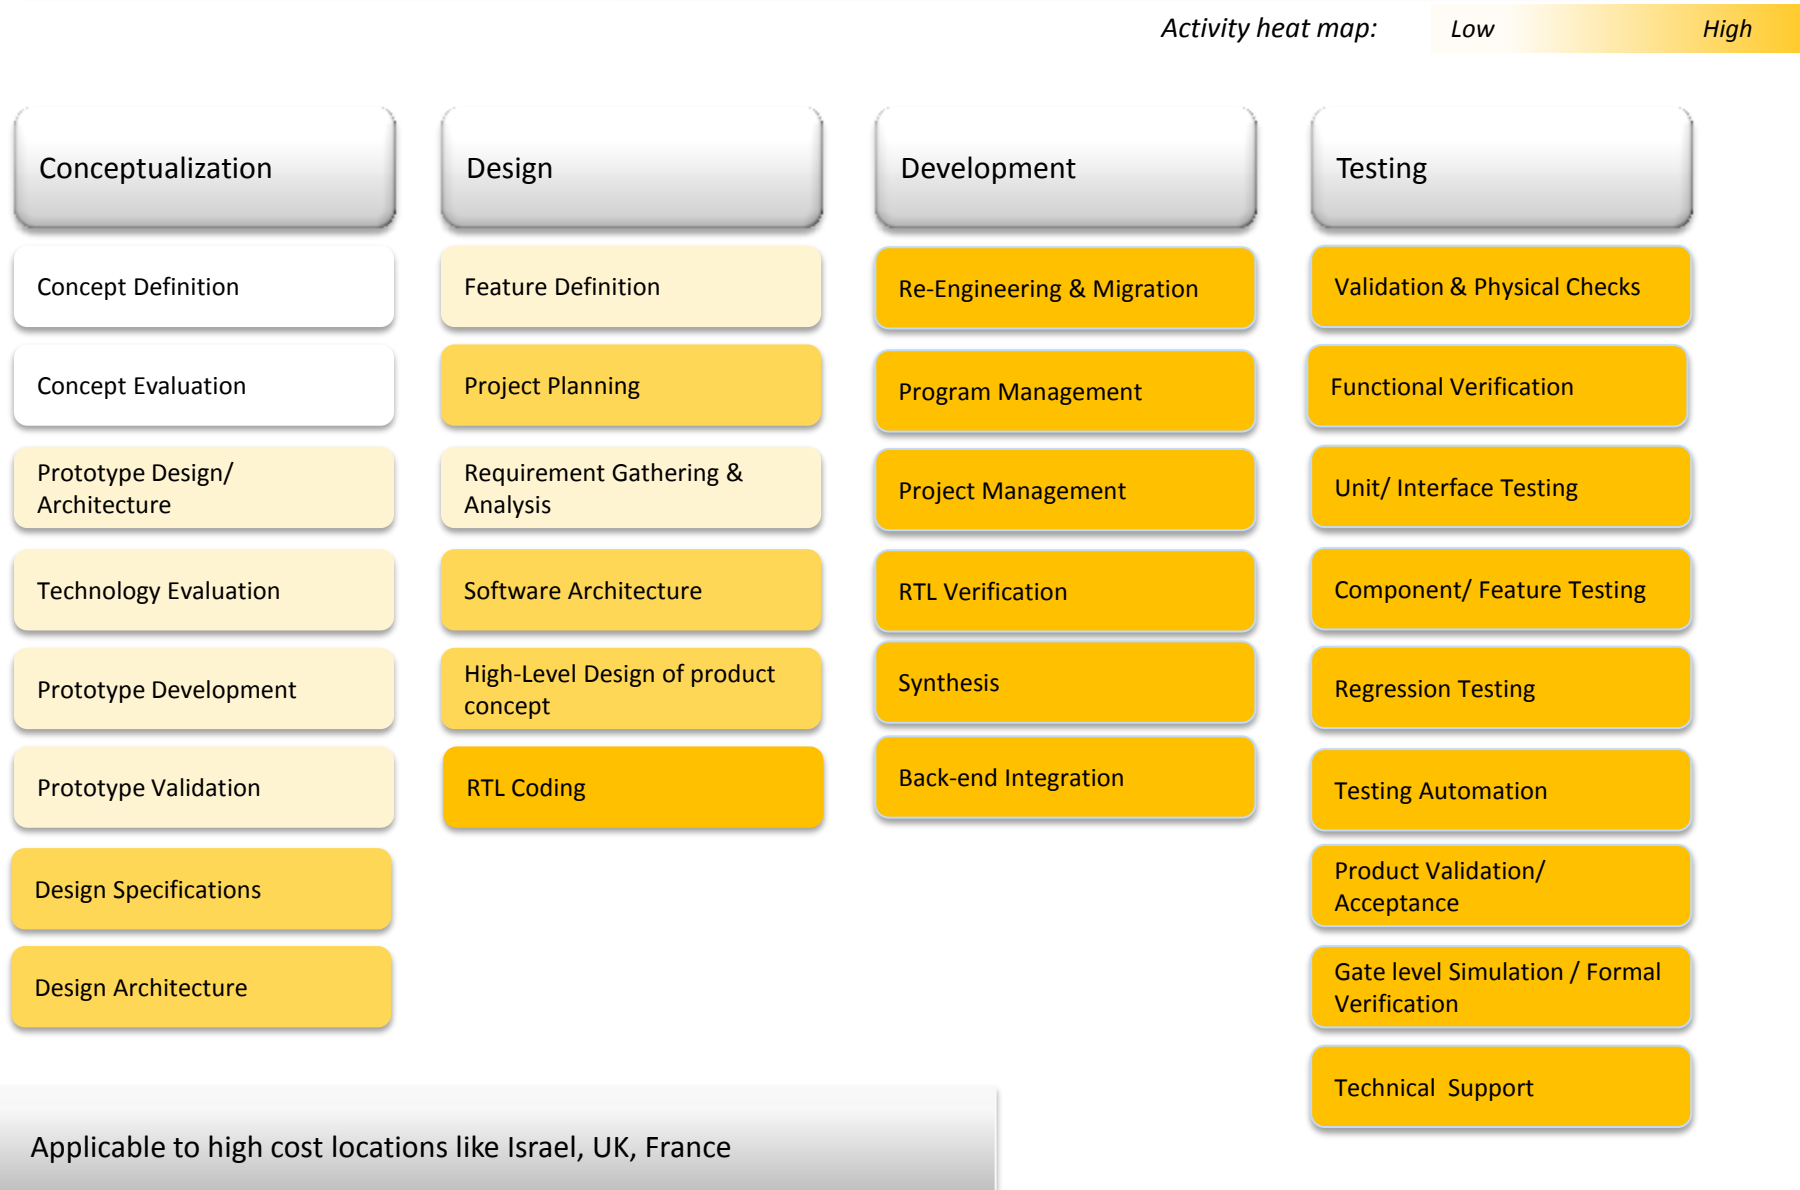 Activity heat map: Low High
Conceptualization
Concept Definition
Concept Evaluation
Prototype Design/
Architecture
Technology Evaluation
Prototype Development
Prototype Validation
Design Specifications
Design Architecture
Design
Feature Definition
Project Planning
Requirement Gathering &
Analysis
Software Architecture
High-Level Design of product
concept
RTL Coding
Development
Re-Engineering & Migration
Program Management
Project Management
RTL Verification
Synthesis
Back-end Integration
Testing
Validation & Physical Checks
Functional Verification
Unit/ Interface Testing
Component/ Feature Testing
Regression Testing
Testing Automation
Product Validation/
Acceptance
Gate level Simulation / Formal
Verification
Technical Support
Applicable to high cost locations like Israel, UK, France